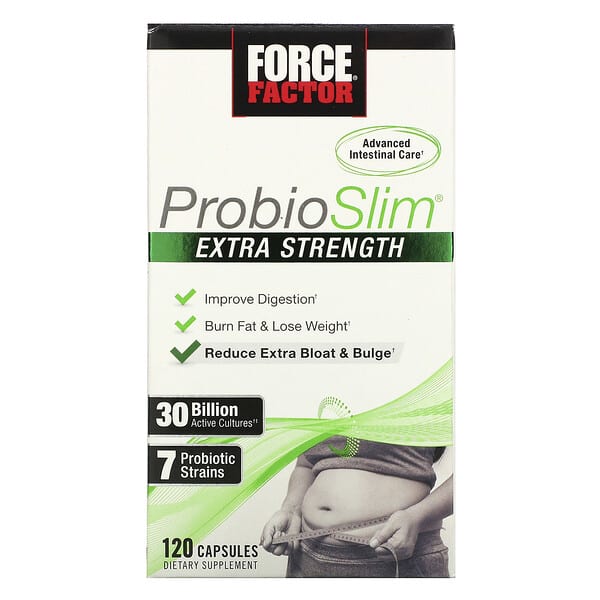 FORCE
FACTOR®
Advanced
Intestinal Care†
ProbioSlim®
EXTRA STRENGTH
Improve Digestion†
Burn Fat & Lose Weight†
Reduce Extra Bloat & Bulge†
30 Billion
Active Cultures††
7 Probiotic
Strains
120 CAPSULES
DIETARY SUPPLEMENT